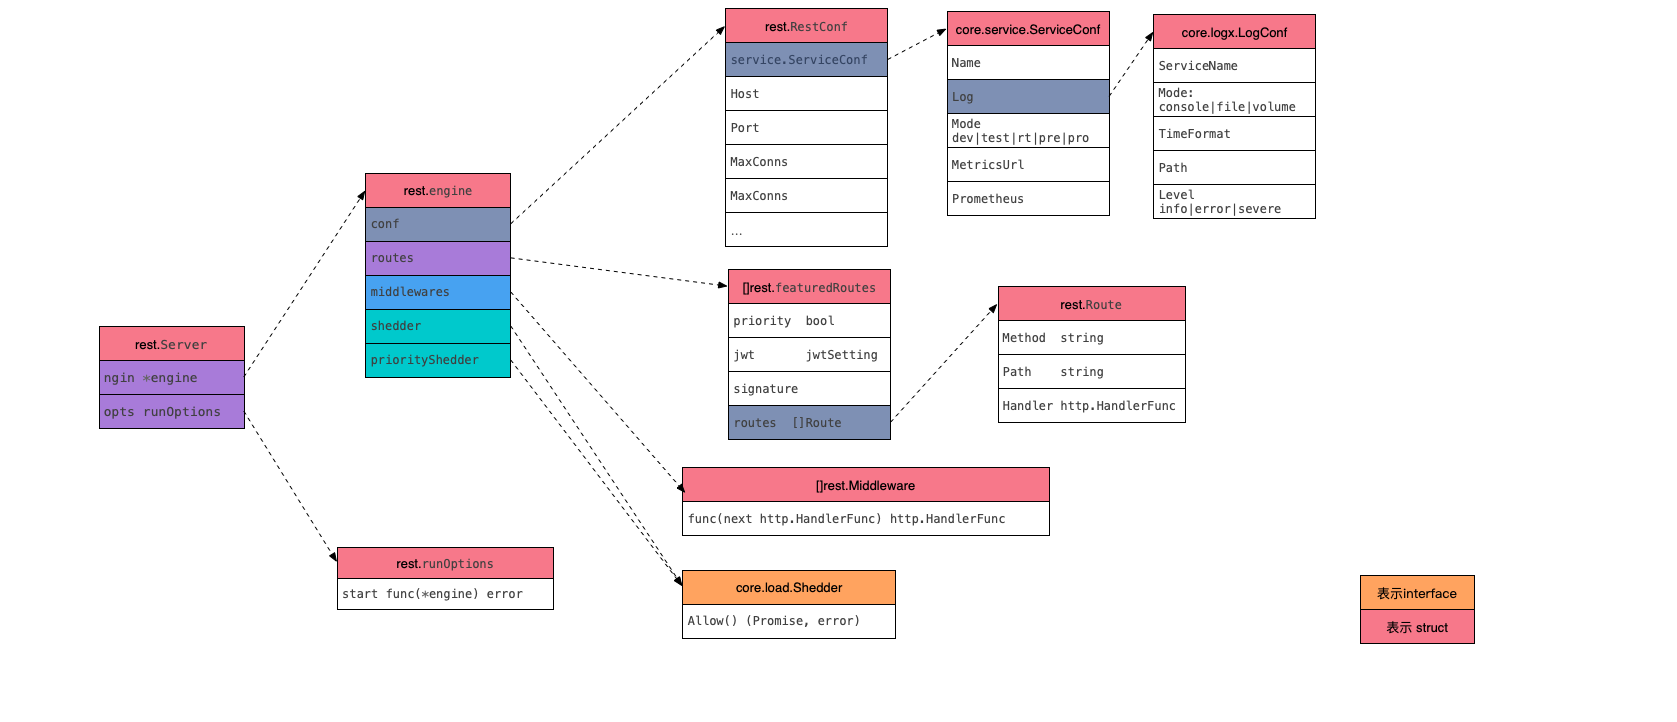 rest.Server
ngin *engine
opts runOptions
rest.engine
conf
routes
middlewares
shedder
priorityShedder
rest.runOptions
start func(*engine) error
rest.RestConf
service.ServiceConf
Host
Port
MaxConns
MaxConns
...
core.service.ServiceConf
Name
Log
Mode
dev|test|rt|pre|pro
MetricsUrl
Prometheus
core.logx.LogConf
ServiceName
Mode:
console|file|volume
TimeFormat
Path
Level
info|error|severe
[]rest.featuredRoutes
priority bool
jwt jwtSetting
signature
routes []Route
rest.Route
Method string
Path string
Handler http.HandlerFunc
[]rest.Middleware
func(next http.HandlerFunc) http.HandlerFunc
core.load.Shedder
Allow() (Promise, error)
表示interface
表示 struct